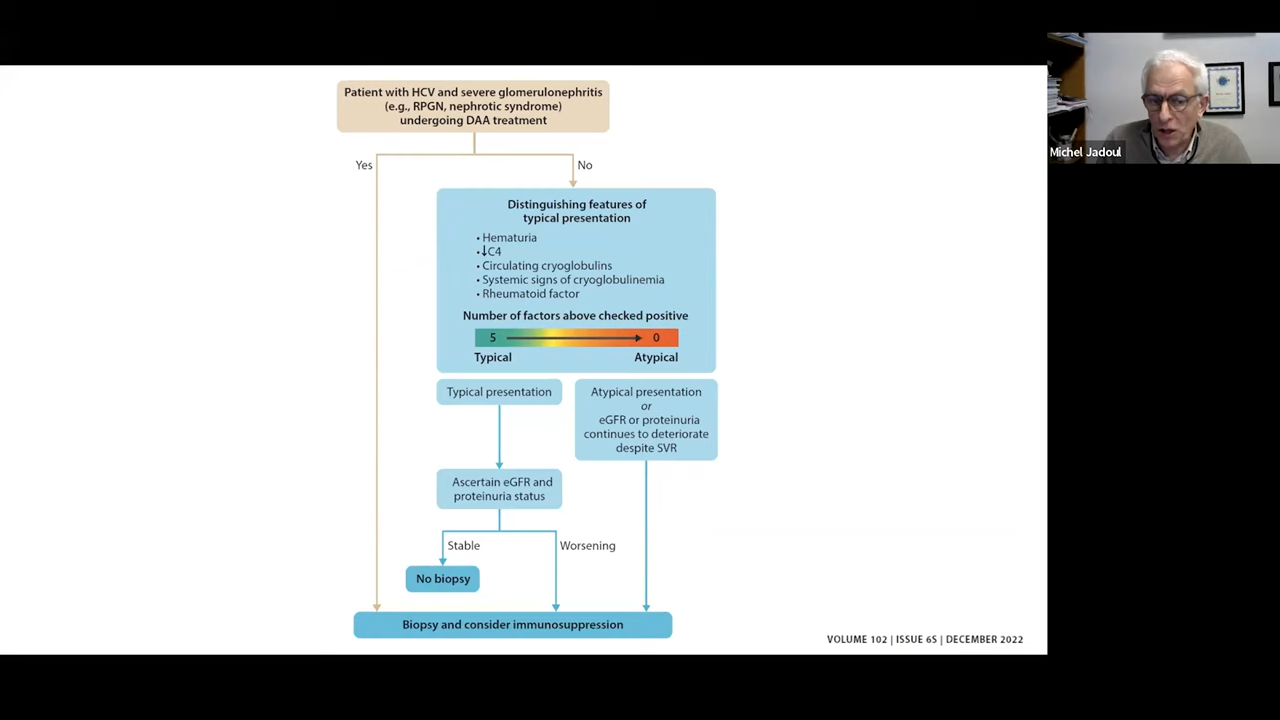 Patient with HCV and severe glomerulonephritis
(e.g., RPGN, nephrotic syndrome)
undergoing DAA treatment
Yes
No
Distinguishing features of
typical presentation
• Hematuria
• ↓C4
• Circulating cryoglobulins
• Systemic signs of cryoglobulinemia
• Rheumatoid factor
Number of factors above checked positive
5 0
Typical Atypical
Typical presentation
Atypical presentation
or
eGFR or proteinuria
continues to deteriorate
despite SVR
Ascertain eGFR and
proteinuria status
Stable
Worsening
No biopsy
Biopsy and consider immunosuppression
VOLUME 102 | ISSUE 6S | DECEMBER 2022
Michel Jadoul